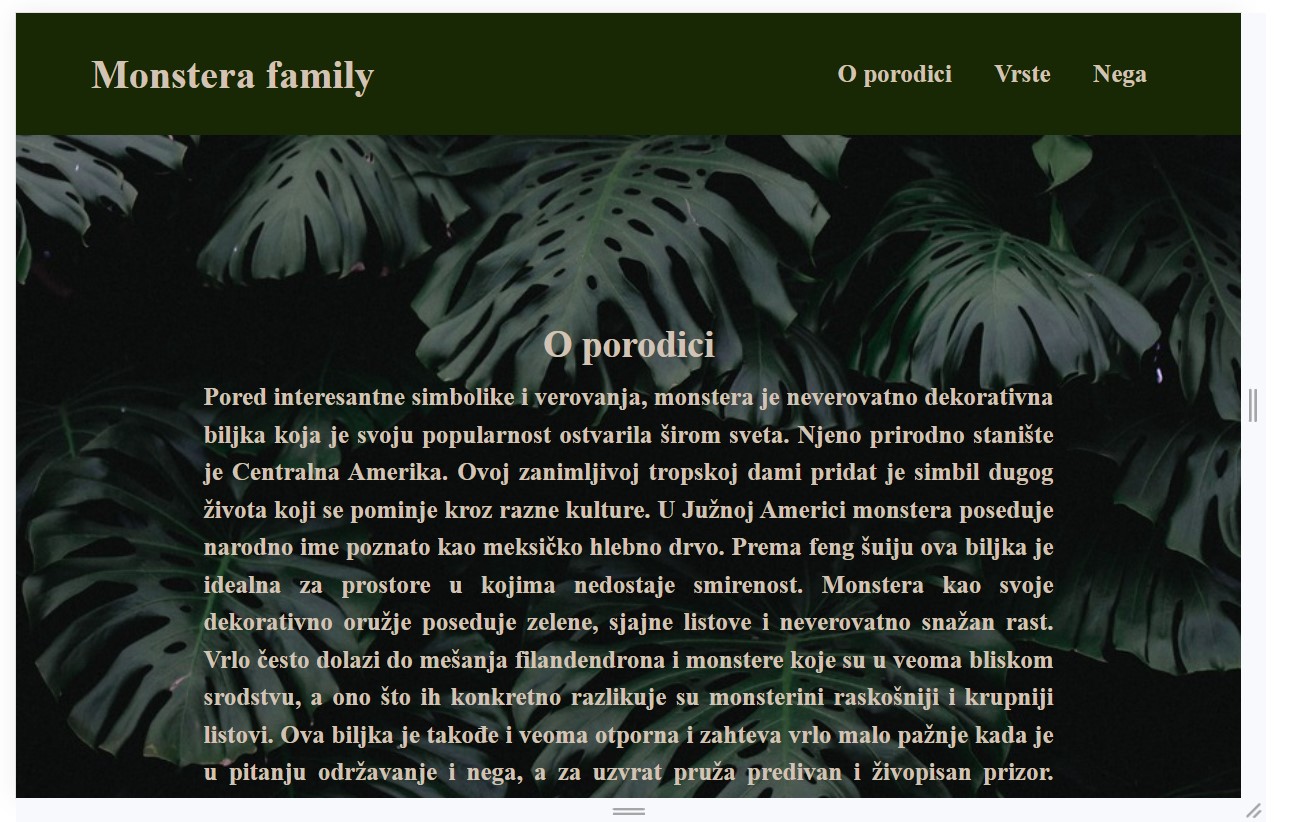 Monstera family
O porodici Vrste Nega
O porodici
Pored interesantne simbolike i verovanja, monstera je neverovatno dekorativna
biljka koja je svoju popularnost ostvarila širom sveta. Njeno prirodno stanište
je Centralna Amerika. Ovoj zanimljivoj tropskoj dami pridat je simbil dugog
života koji se pominje kroz razne kulture. U Južnoj Americi monstera poseduje
narodno ime poznato kao meksičko hlebno drvo. Prema feng šuiju ova biljka je
idealna za prostore u kojima nedostaje smirenost. Monstera kao svoje
dekorativno oružje poseduje zelene, sjajne listove i neverovatno snažan rast.
Vrlo često dolazi do mešanja filandendrona i monstere koje su u veoma bliskom
srodstvu, a ono što ih konkretno razlikuje su monsterini raskošniji i krupniji
listovi. Ova biljka je takođe i veoma otporna i zahteva vrlo malo pažnje kada je
u pitanju održavanje i nega, a za uzvrat pruža predivan i živopisan prizor.